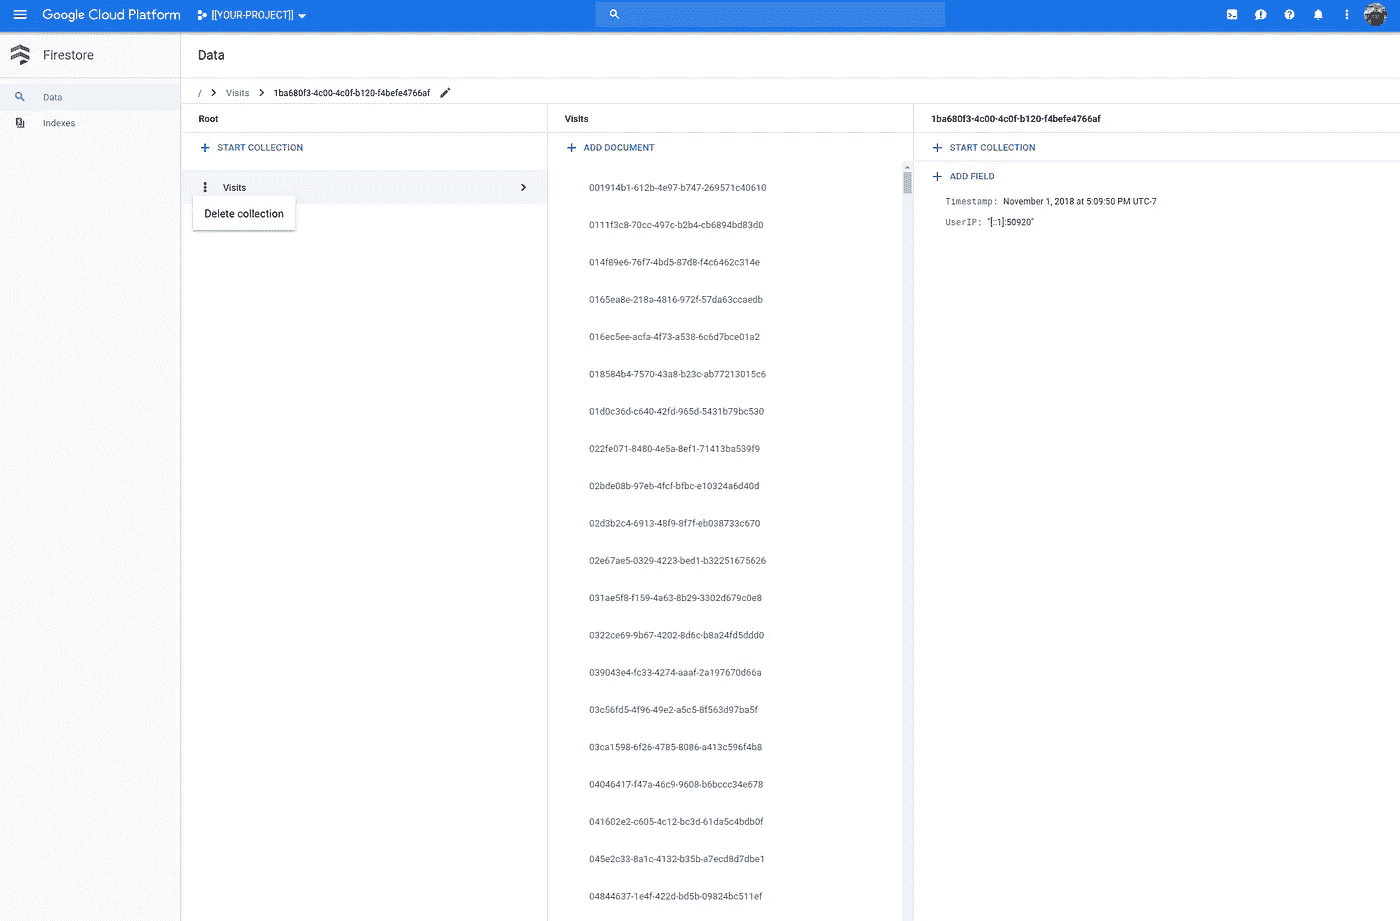 Google Cloud Platform [[YOUR-PROJECT]]
Firestore
Data
Indexes
Data
/ Visits 1ba680f3-4c00-4c0f-b120-f4befe4766af
Root
START COLLECTION
Visits
Delete collection
Visits
ADD DOCUMENT
001914b1-612b-4e97-b747-269571c40610
0111f3c8-70cc-497c-b2b4-cb6894bd83d0
014f89e6-76f7-4bd5-87d8-f4c6462c314e
0165ea8e-218a-4816-972f-57da63ccaedb
016ec5ee-acfa-4f73-a538-6c6d7bce01a2
018584b4-7570-43a8-b23c-ab77213015c6
01d0c36d-c640-42fd-965d-5431b79bc530
022fe071-8480-4e5a-8ef1-71413ba539f9
02bde08b-97eb-4fcf-bfbc-e10324a6d40d
02d3b2c4-6913-48f9-8f7f-eb038733c670
02e67ae5-0329-4223-bed1-b32251675626
031ae5f8-f159-4a63-8b29-3302d679c0e8
0322ce69-9b67-4202-8d6c-b8a24fd5ddd0
039043e4-fc33-4274-aaaf-2a197670d66a
03c56fd5-4f96-49e2-a5c5-8f563d97ba5f
03ca1598-6f26-4785-8086-a413c596f4b8
04046417-f47a-46c9-9608-b6bccc34e678
041602e2-c605-4c12-bc3d-61da5c4bdb0f
045e2c33-8a1c-4132-b35b-a7ecd8d7dbe1
04844637-1e4f-422d-bd5b-09824bc511ef
1ba680f3-4c00-4c0f-b120-f4befe4766af
START COLLECTION
ADD FIELD
Timestamp: November 1, 2018 at 5:09:50 PM UTC-7
UserIP: "[::1]:50920"